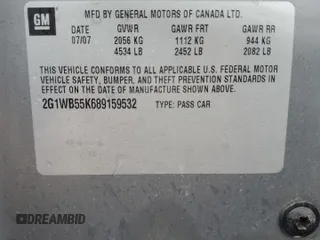 GM
MFD BY GENERAL MOTORS OF CANADA LTD.
DATE GVWR GAWR FRT GAWR RR
07/07 2056 KG 1112 KG 944 KG
4534 LB 2452 LB 2082 LB
THIS VEHICLE CONFORMS TO ALL APPLICABLE U.S. FEDERAL MOTOR
VEHICLE SAFETY, BUMPER, AND THEFT PREVENTION STANDARDS IN
EFFECT ON THE DATE OF MANUFACTURE SHOWN ABOVE.
2G1WB55K689159532 TYPE: PASS CAR
DREAMBID